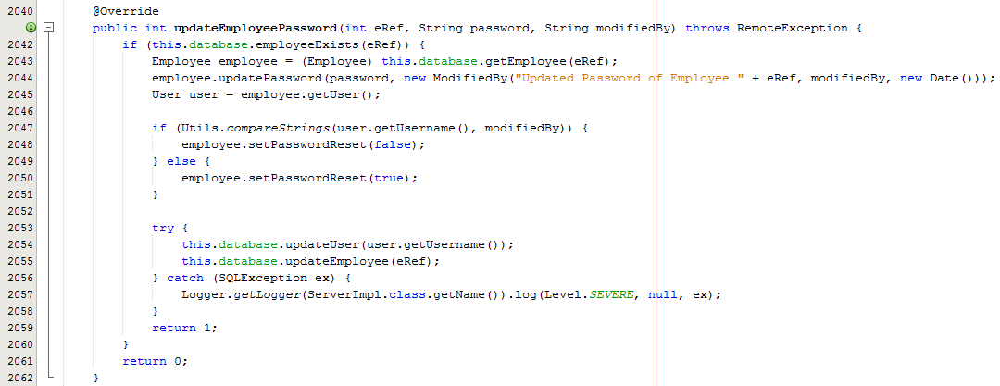 2040 @Override
public int updateEmployeePassword(int eRef, String password, String modifiedBy) throws RemoteException {
2042 if (this.database.employeeExists(eRef)) {
2043 Employee employee = (Employee) this.database.getEmployee(eRef);
2044 employee.updatePassword(password, new ModifiedBy("Updated Password of Employee " + eRef, modifiedBy, new Date()));
2045 User user = employee.getUser();
2046
2047 if (Utils.compareStrings(user.getUsername(), modifiedBy)) {
2048 employee.setPasswordReset(false);
2049 } else {
2050 employee.setPasswordReset(true);
2051 }
2052
2053 try {
2054 this.database.updateUser(user.getUsername());
2055 this.database.updateEmployee(eRef);
2056 } catch (SQLException ex) {
2057 Logger.getLogger(ServerImpl.class.getName()).log(Level.SEVERE, null, ex);
2058 }
2059 return 1;
2060 }
2061 return 0;
2062 }